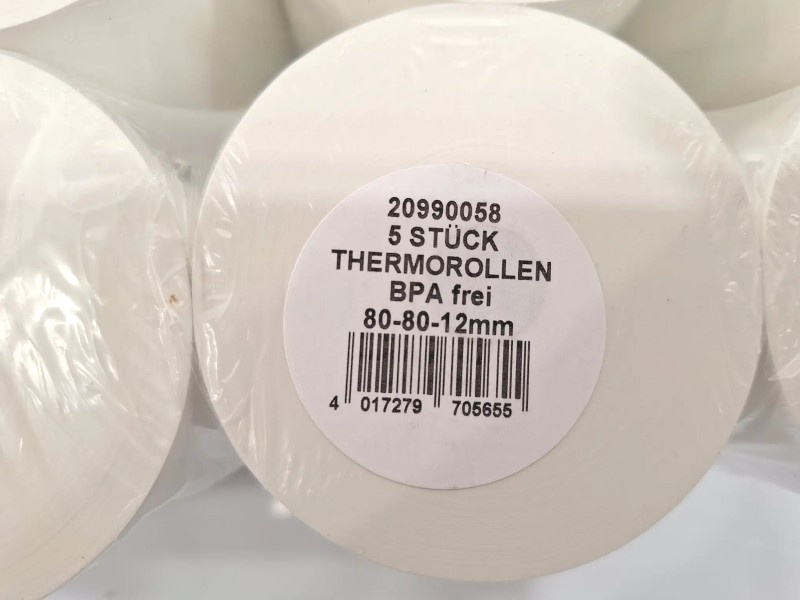 20990058
5 STÜCK
THERMOROLLEN
BPA frei
80-80-12mm
4 017279 705655